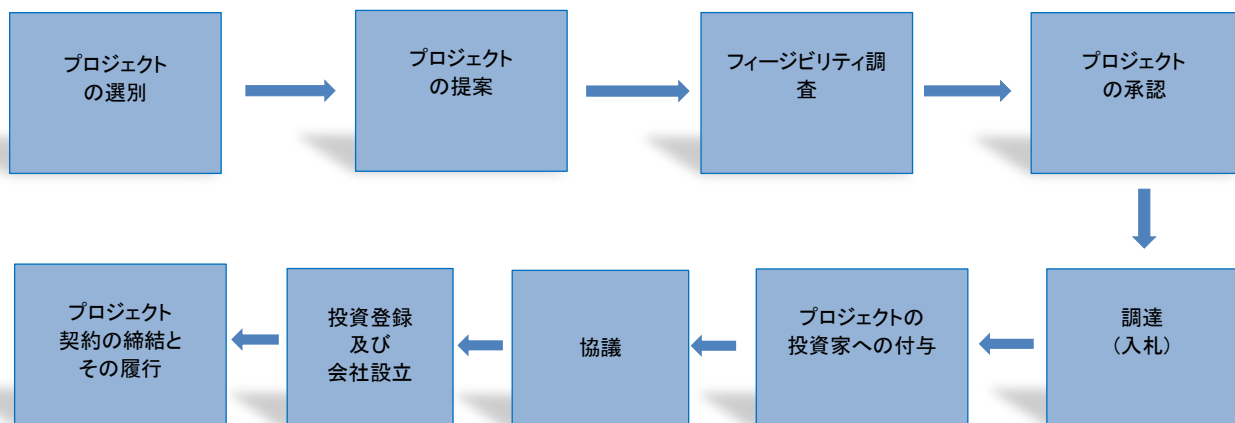 プロジェクト
の選別
プロジェクト
の提案
フィージビリティ調
査
プロジェクト
の承認
調達
(入札)
プロジェクトの
投資家への付与
協議
投資登録
及び
会社設立
プロジェクト
契約の締結と
その履行